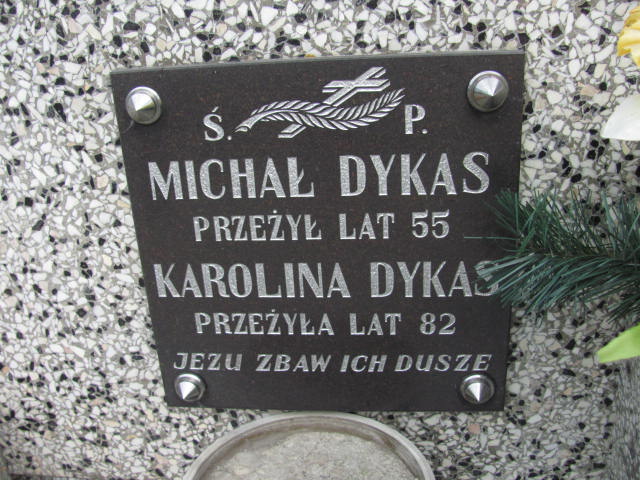 Ś. P.
MICHAŁ DYKAS
PRZEŻYŁ LAT 55
KAROLINA DYKAS
PRZEŻYŁA LAT 82
JEZU ZBAW ICH DUSZE